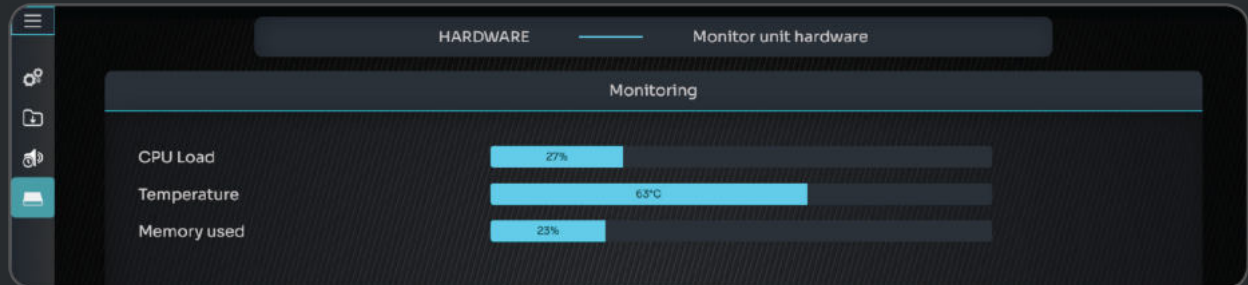 HARDWARE Monitor unit hardware
Monitoring
CPU Load 27%
Temperature 63°C
Memory used 23%